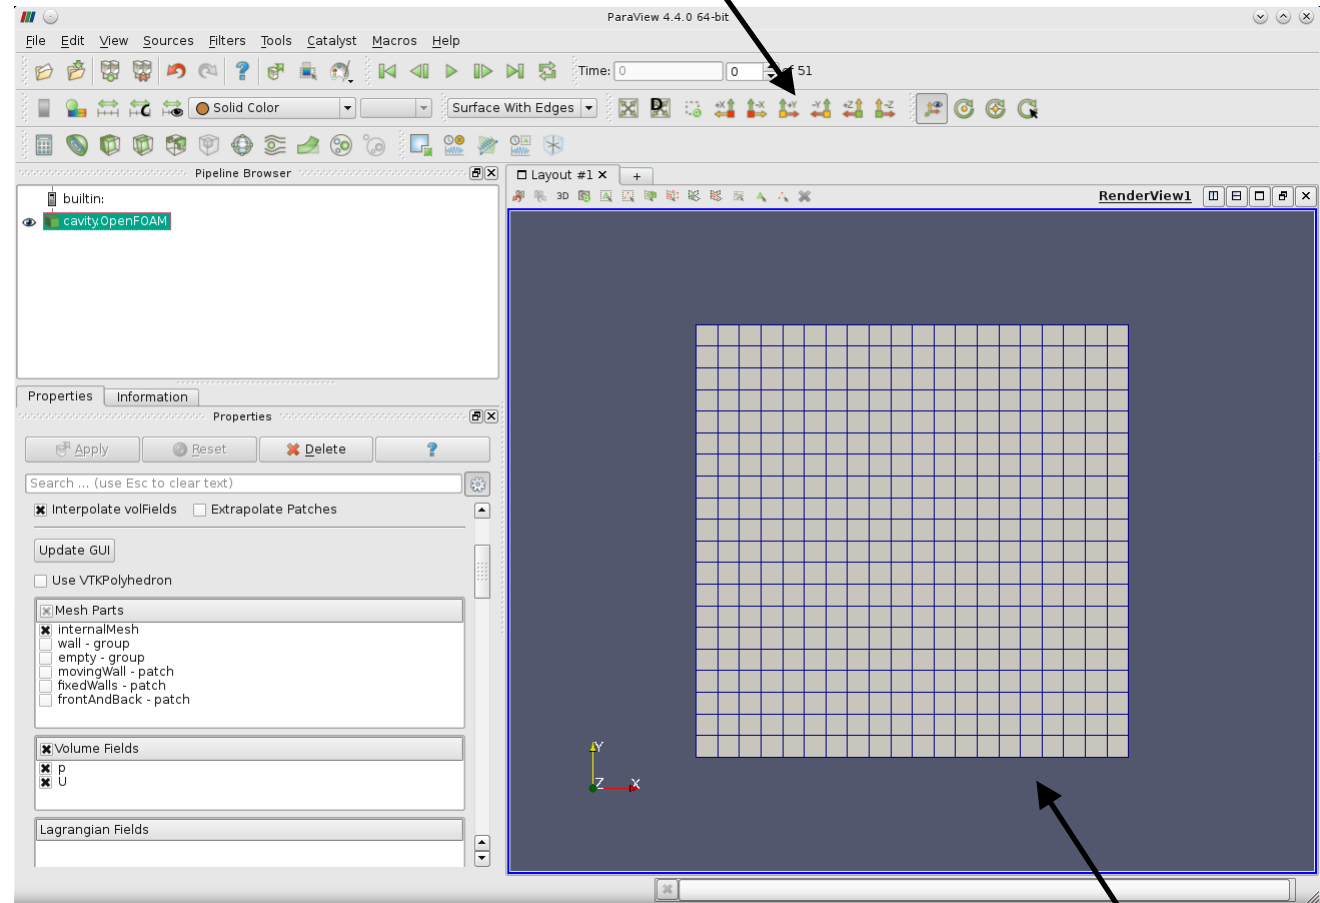 ParaView 4.4.0 64-bit
File Edit View Sources Filters Tools Catalyst Macros Help
Time: 0 0 of 51
Solid Color Surface With Edges D +X -X +Y -Y +Z -Z
Pipeline Browser
Layout #1 +
3D RenderView1
builtin:
cavity.OpenFOAM
Properties Information
Properties
Apply Reset Delete ?
Search ... (use Esc to clear text)
Interpolate volFields Extrapolate Patches
Update GUI
Use VTKPolyhedron
Mesh Parts
internalMesh
wall - group
empty - group
movingWall - patch
fixedWalls - patch
frontAndBack - patch
Volume Fields
p
U
Lagrangian Fields
Y
Z X